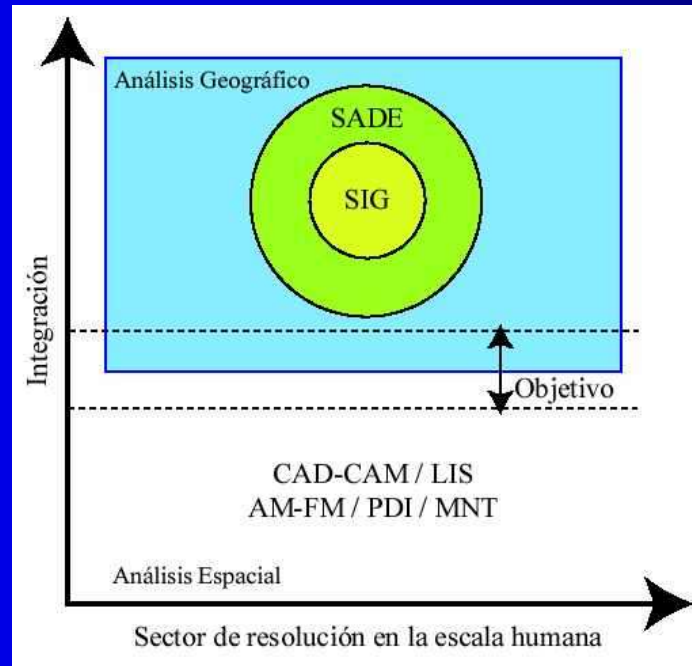 Análisis Geográfico
SADE
SIG
Integración
Objetivo
CAD-CAM / LIS
AM-FM / PDI / MNT
Análisis Espacial
Sector de resolución en la escala humana